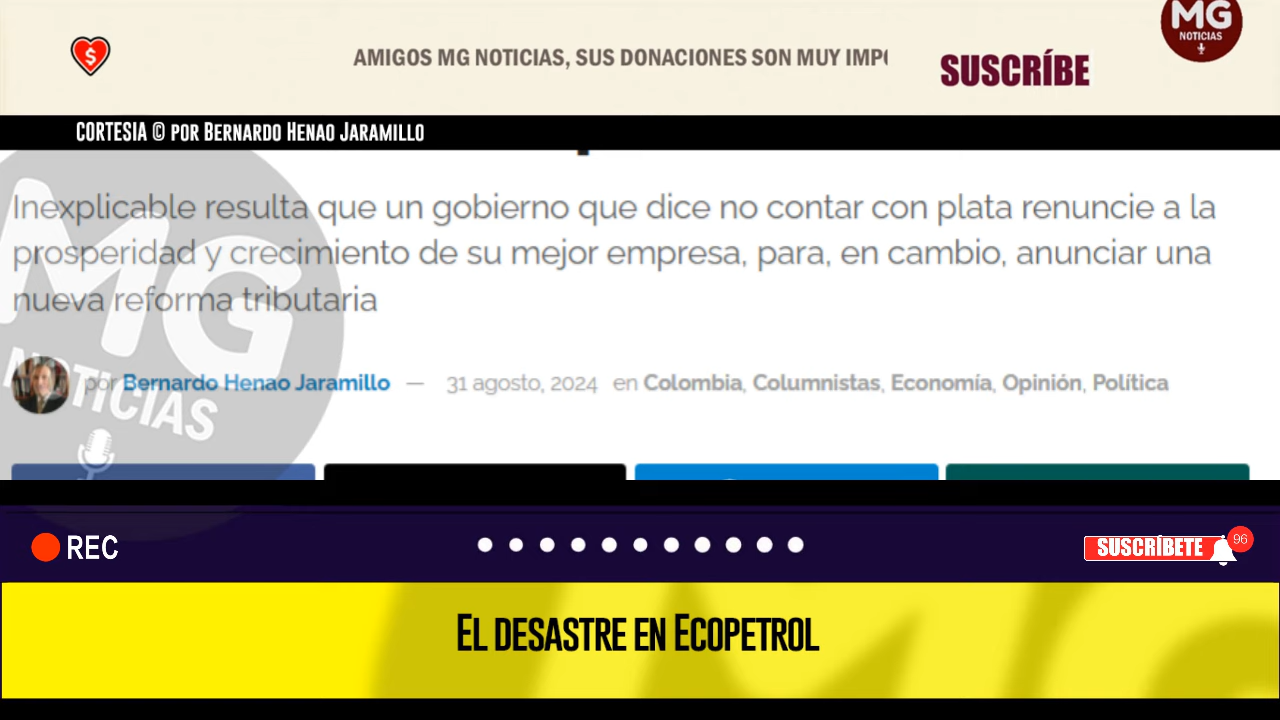 MG
NOTICIAS
AMIGOS MG NOTICIAS, SUS DONACIONES SON MUY
SUSCRÍBE
CORTESIA © POR BERNARDO HENAO JARAMILLO
Inexplicable resulta que un gobierno que dice no contar con plata renuncie a la
prosperidad y crecimiento de su mejor empresa, para, en cambio, anunciar una
nueva reforma tributaria
MG
NOTICIAS
por Bernardo Henao Jaramillo — 31 agosto, 2024 en Colombia, Columnistas, Economía, Opinión, Política
REC
SUSCRÍBETE
96
EL DESASTRE EN ECOPETROL